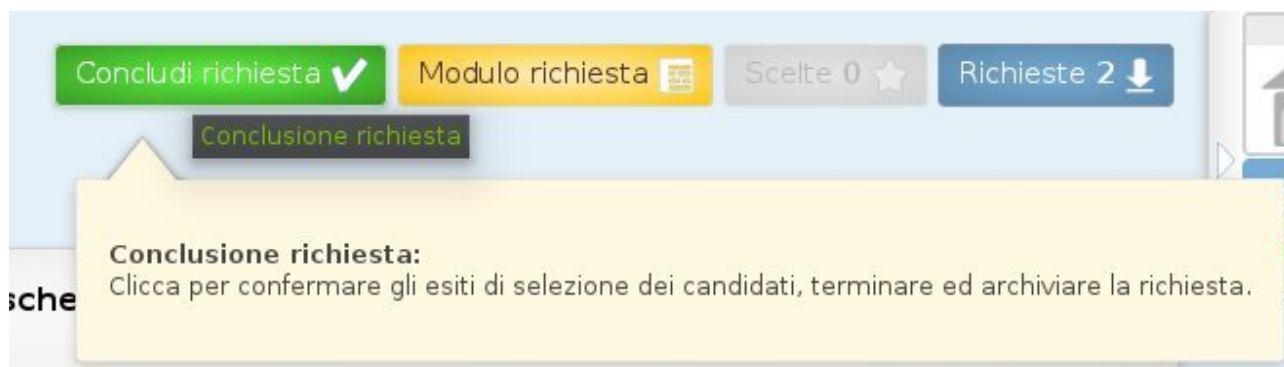 Concludi richiesta
Modulo richiesta
Scelte 0
Richieste 2
Conclusione richiesta
Conclusione richiesta:
Clicca per confermare gli esiti di selezione dei candidati, terminare ed archiviare la richiesta.
sche